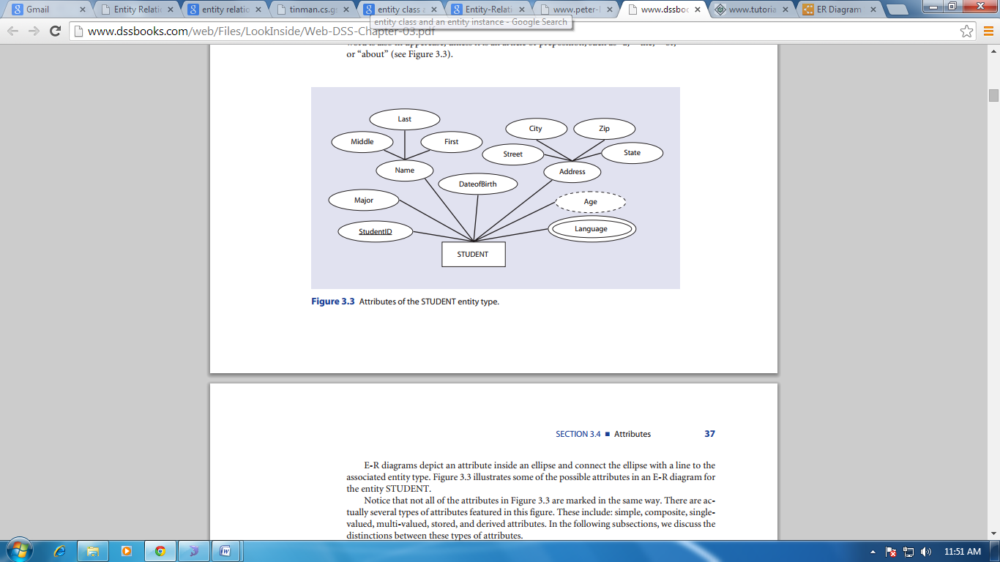 Gmail
Entity Relati
entity relatio
tinman.cs.gs
entity class a
Entity-Relati
www.peter-
www.dssboo
www.tutoria
ER Diagram
entity class and an entity instance - Google Search
www.dssbooks.com/web/Files/LookInside/Web-DSS-Chapter-03.pdf
or “about” (see Figure 3.3).
Last
Middle
First
Name
City
Zip
Street
State
Address
DateofBirth
Major
Age
StudentID
Language
STUDENT
Figure 3.3 Attributes of the STUDENT entity type.
SECTION 3.4 ■ Attributes 37
E-R diagrams depict an attribute inside an ellipse and connect the ellipse with a line to the
associated entity type. Figure 3.3 illustrates some of the possible attributes in an E-R diagram for
the entity STUDENT.
Notice that not all of the attributes in Figure 3.3 are marked in the same way. There are ac-
tually several types of attributes featured in this figure. These include: simple, composite, single-
valued, multi-valued, stored, and derived attributes. In the following subsections, we discuss the
distinctions between these types of attributes.
11:51 AM